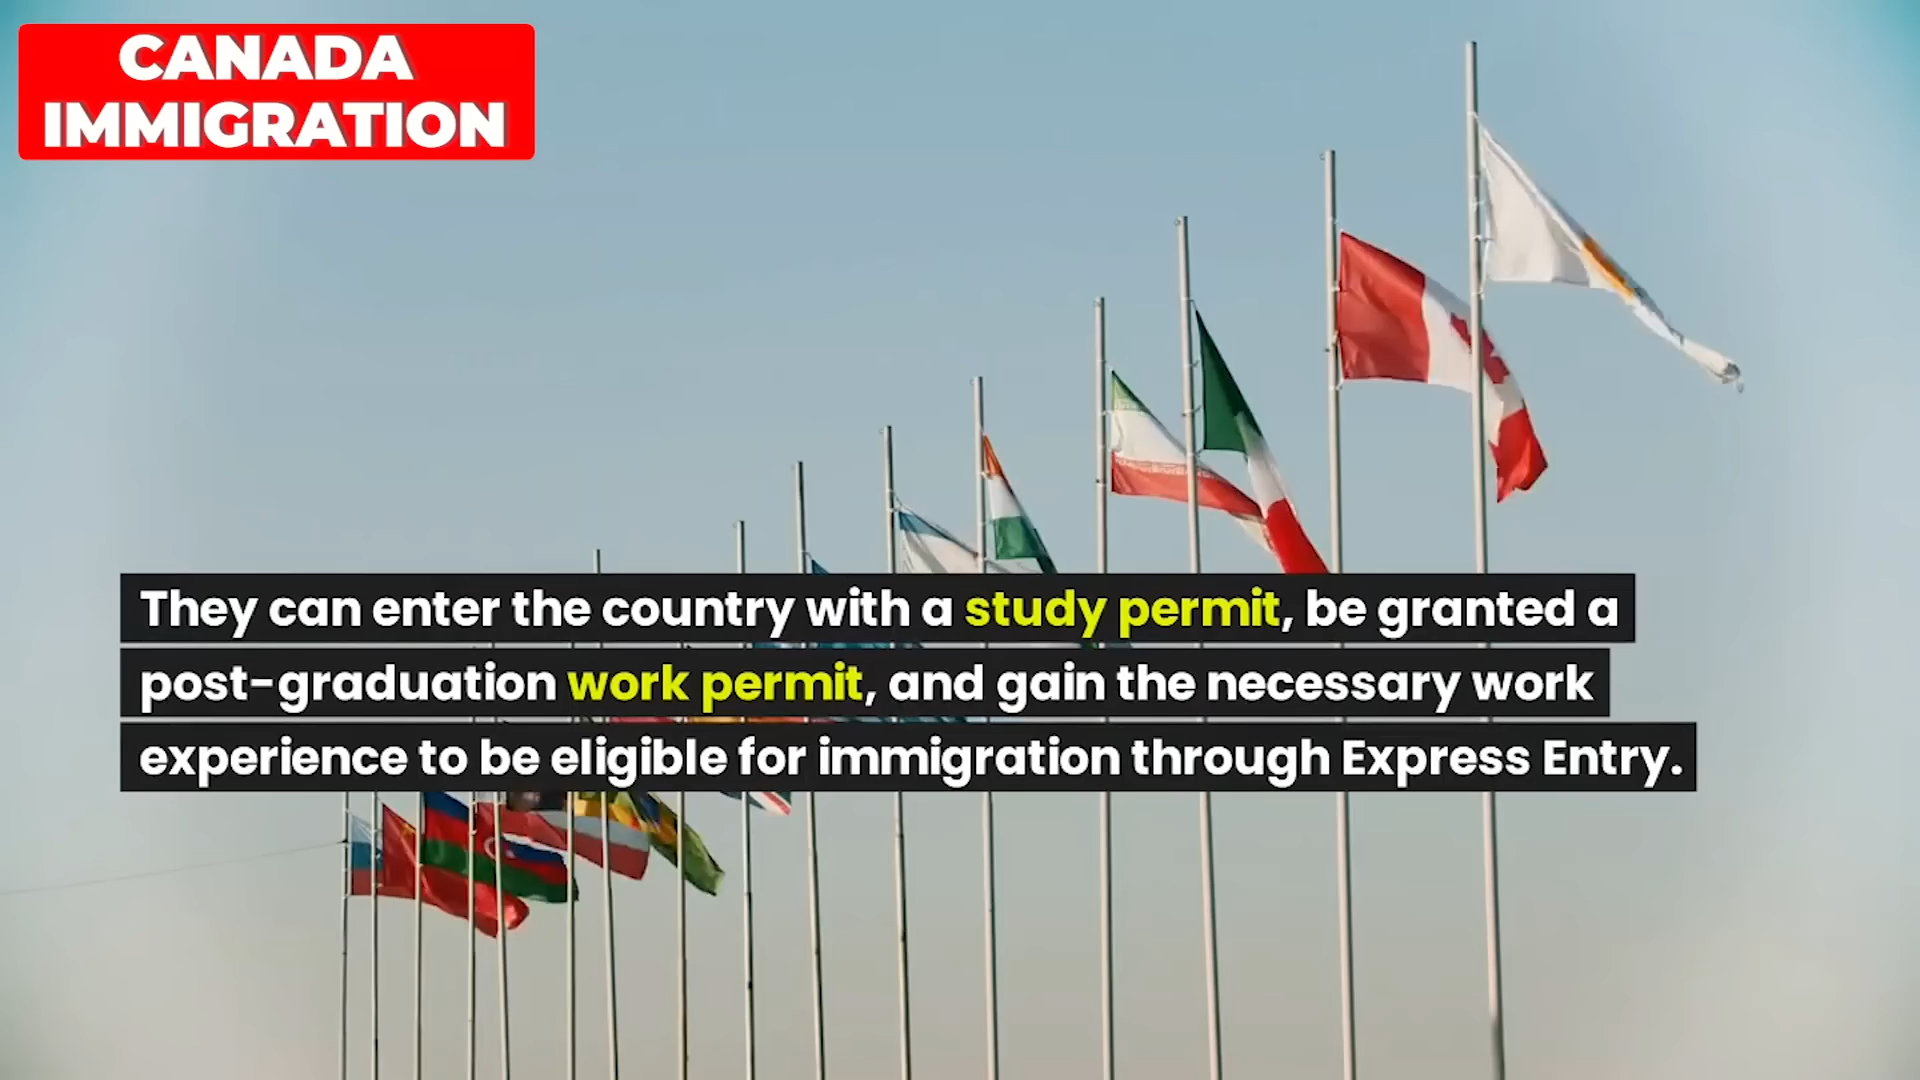 CANADA
IMMIGRATION
They can enter the country with a study permit, be granted a
post-graduation work permit, and gain the necessary work
experience to be eligible for immigration through Express Entry.